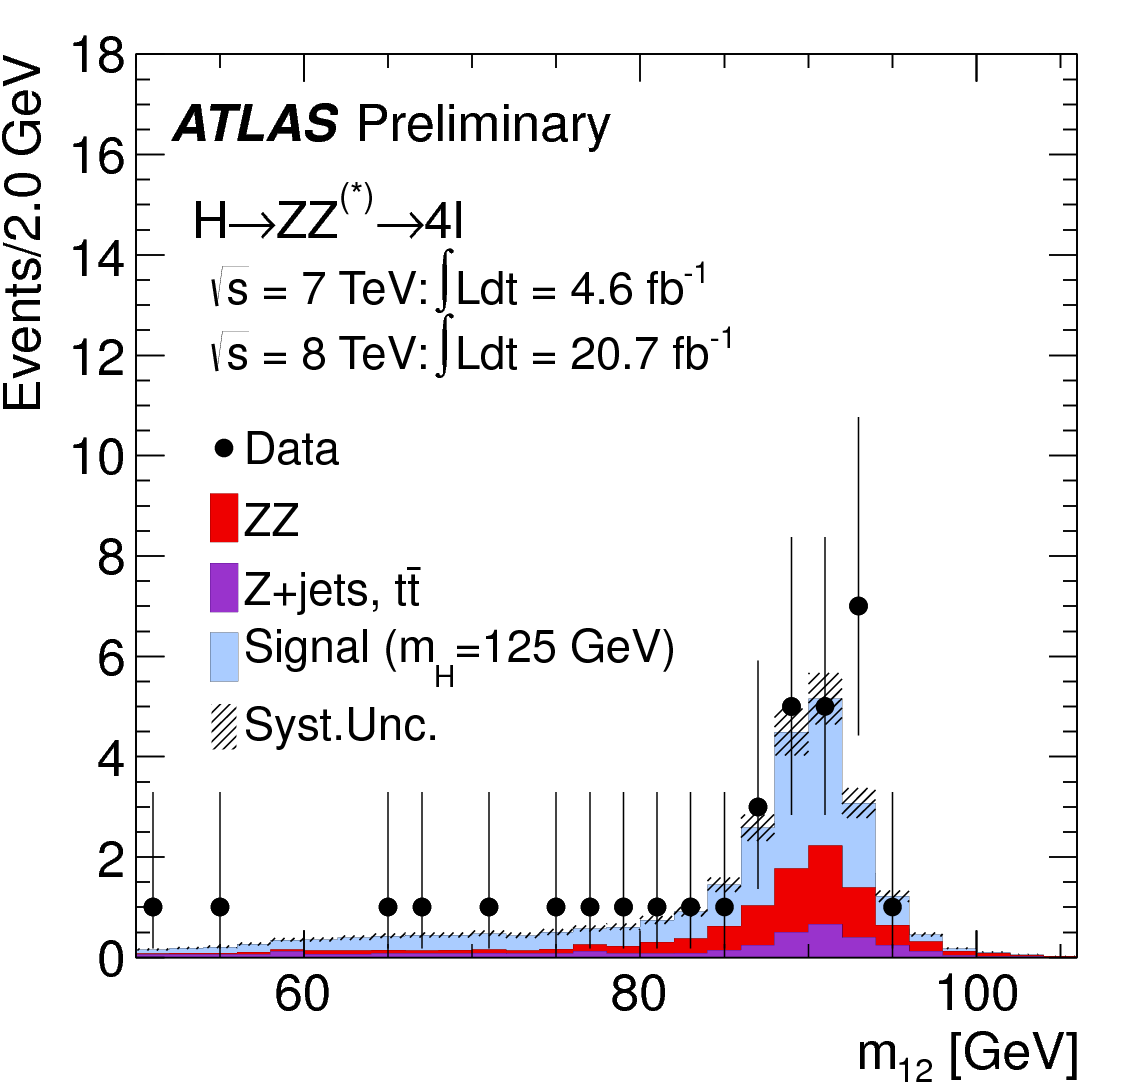 18
16
14
12
10
8
6
4
2
0
Events/2.0 GeV
ATLAS Preliminary
H→ZZ(*)→4l
√s = 7 TeV: ∫Ldt = 4.6 fb-1
√s = 8 TeV: ∫Ldt = 20.7 fb-1
Data
ZZ
Z+jets, tt̄
Signal (mH=125 GeV)
Syst.Unc.
60 80 100
m12 [GeV]